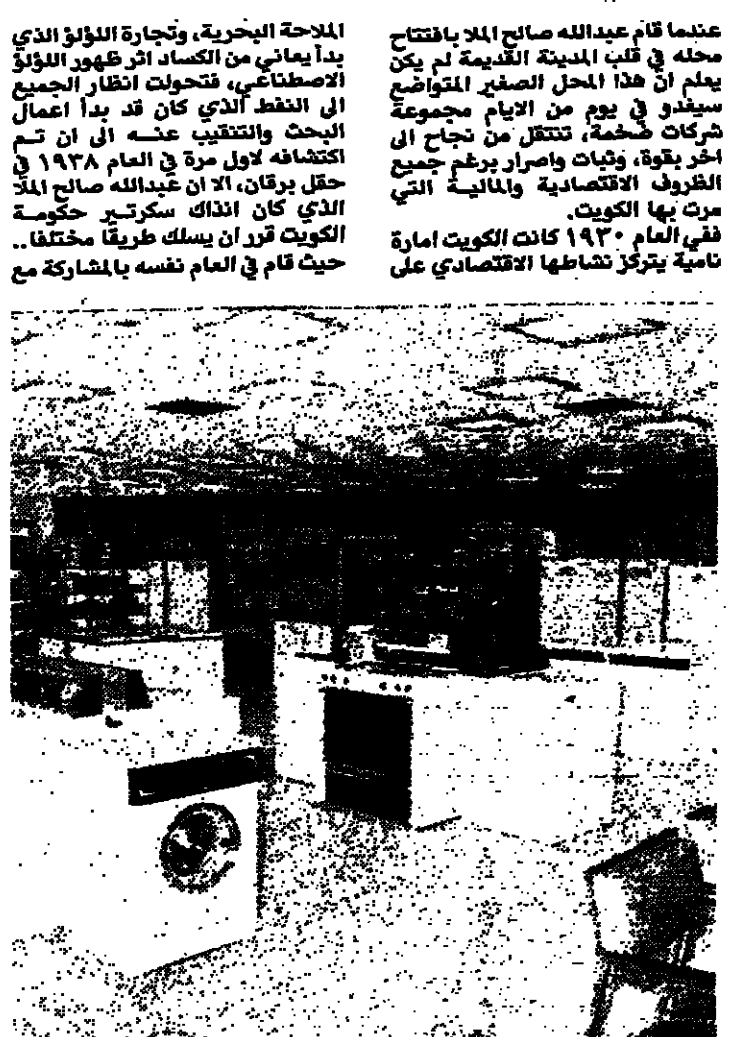 عندما قام عبدالله صالح الملا بافتتاح
محله في قلب المدينة القديمة لم يكن
يعلم ان هذا المحل الصغير المتواضع
سيغدو في يوم من الايام مجموعة
شركات ضخمة، تنتقل من نجاح الى
اخر بقوة، وثبات واصرار برغم جميع
الظروف الاقتصادية والمالية التي
مرت بها الكويت.
ففي العام ١٩٣٠ كانت الكويت امارة
نامية يتركز نشاطها الاقتصادي على
الملاحة البحرية، وتجارة اللؤلؤ الذي
بدأ يعاني من الكساد اثر ظهور اللؤلؤ
الاصطناعي، فتحولت انظار الجميع
الى النفط الذي كان قد بدأ اعمال
البحث والتنقيب عنه الى ان تم
اكتشافه لاول مرة في العام ١٩٣٨ في
حقل برقان، الا ان عبدالله صالح الملا
الذي كان انذاك سكرتير حكومة
الكويت قرر ان يسلك طريقا مختلفا..
حيث قام في العام نفسه بالمشاركة مع